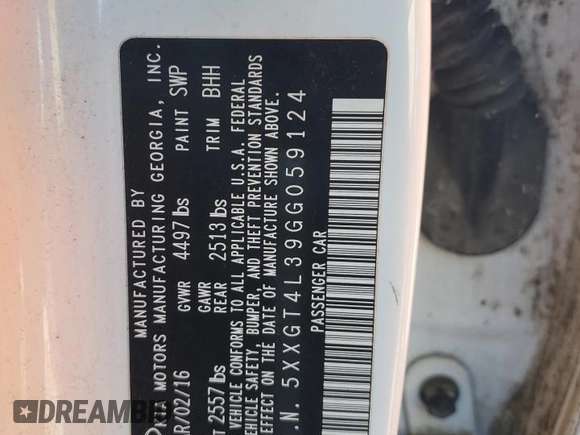 MANUFACTURED BY
KIA MOTORS MANUFACTURING GEORGIA, INC.
/02/16 GVWR 4497 lbs PAINT SWP
GAWR
2557 lbs REAR 2513 lbs TRIM BHH
VEHICLE CONFORMS TO ALL APPLICABLE U.S.A. FEDERAL
VEHICLE SAFETY, BUMPER, AND THEFT PREVENTION STANDARDS
EFFECT ON THE DATE OF MANUFACTURE SHOWN ABOVE.
.N. 5XXGT4L39GG059124
PASSENGER CAR
DREAMBID